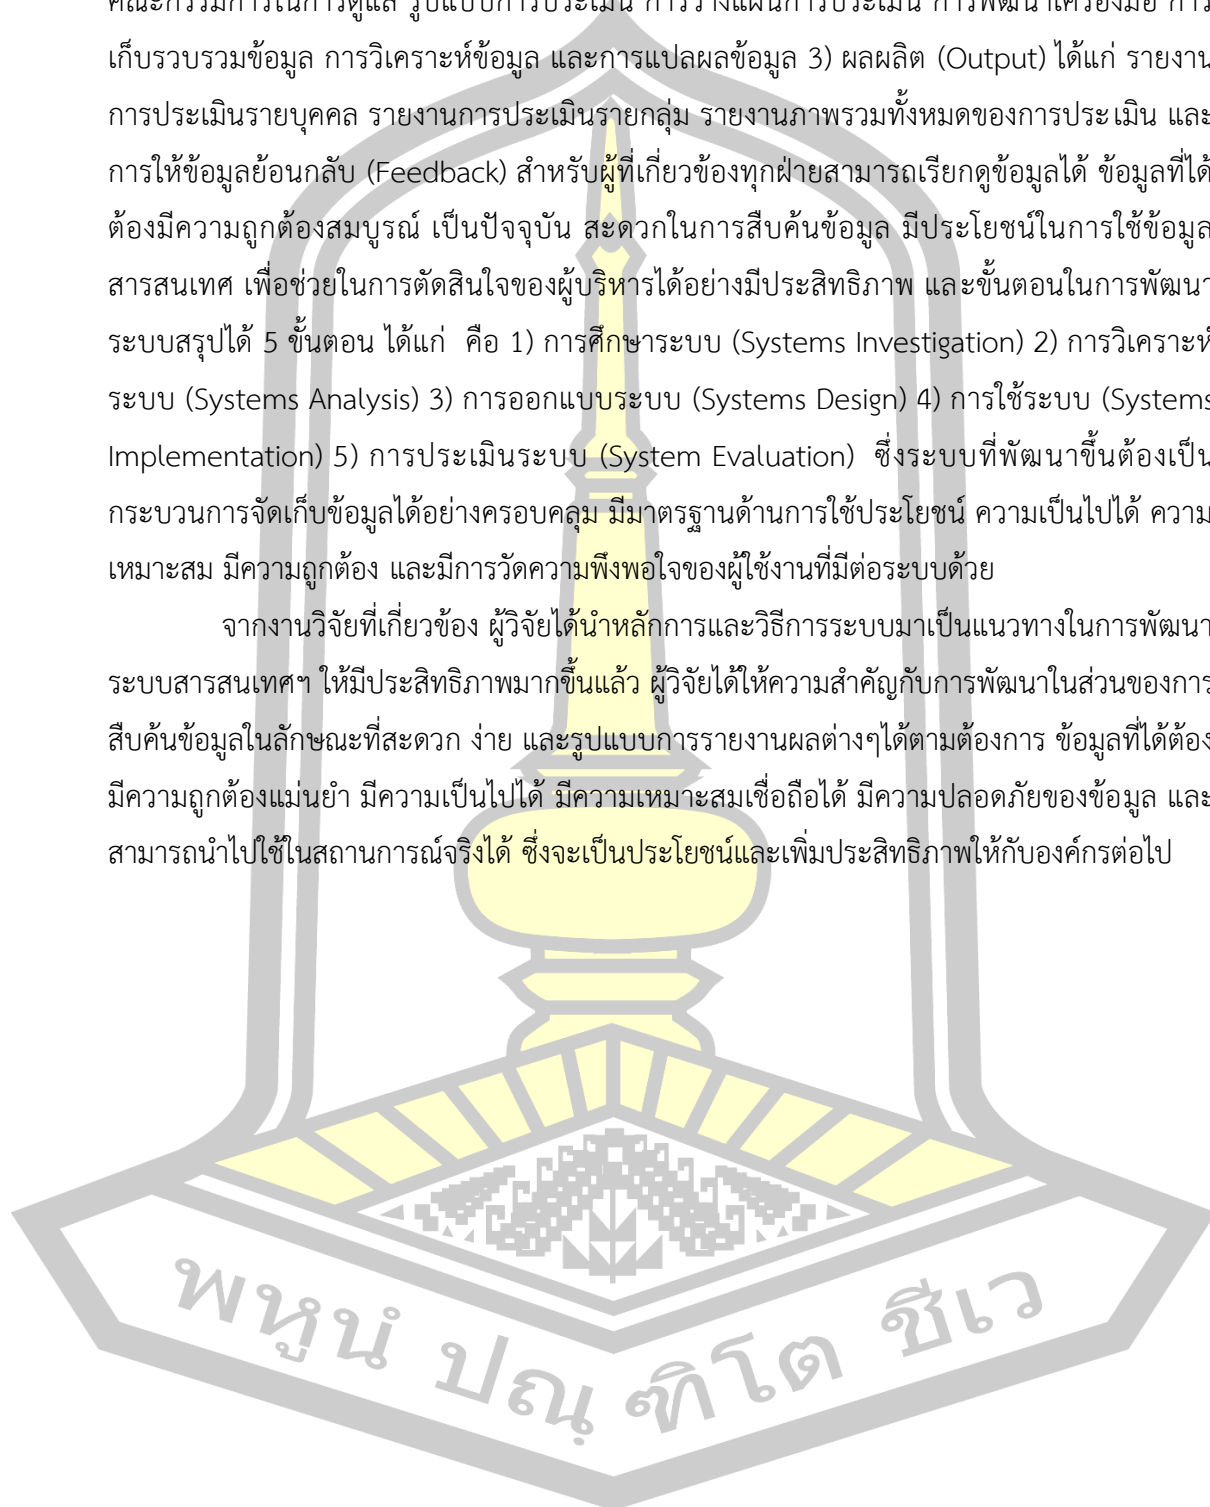 คณะกรรมการในการดูแล รูปแบบการประเมิน การวางแผนการประเมิน การพัฒนาเครื่องมือ การ
เก็บรวบรวมข้อมูล การวิเคราะห์ข้อมูล และการแปลผลข้อมูล 3) ผลผลิต (Output) ได้แก่ รายงาน
การประเมินรายบุคคล รายงานการประเมินรายกลุ่ม รายงานภาพรวมทั้งหมดของการประเมิน และ
การให้ข้อมูลย้อนกลับ (Feedback) สำหรับผู้ที่เกี่ยวข้องทุกฝ่ายสามารถเรียกดูข้อมูลได้ ข้อมูลที่ได้
ต้องมีความถูกต้องสมบูรณ์ เป็นปัจจุบัน สะดวกในการสืบค้นข้อมูล มีประโยชน์ในการใช้ข้อมูล
สารสนเทศ เพื่อช่วยในการตัดสินใจของผู้บริหารได้อย่างมีประสิทธิภาพ และขั้นตอนในการพัฒนา
ระบบสรุปได้ 5 ขั้นตอน ได้แก่ คือ 1) การศึกษาระบบ (Systems Investigation) 2) การวิเคราะห์
ระบบ (Systems Analysis) 3) การออกแบบระบบ (Systems Design) 4) การใช้ระบบ (Systems
Implementation) 5) การประเมินระบบ (System Evaluation) ซึ่งระบบที่พัฒนาขึ้นต้องเป็น
กระบวนการจัดเก็บข้อมูลได้อย่างครอบคลุม มีมาตรฐานด้านการใช้ประโยชน์ ความเป็นไปได้ ความ
เหมาะสม มีความถูกต้อง และมีการวัดความพึงพอใจของผู้ใช้งานที่มีต่อระบบด้วย
จากงานวิจัยที่เกี่ยวข้อง ผู้วิจัยได้นำหลักการและวิธีการระบบมาเป็นแนวทางในการพัฒนา
ระบบสารสนเทศฯ ให้มีประสิทธิภาพมากขึ้นแล้ว ผู้วิจัยได้ให้ความสำคัญกับการพัฒนาในส่วนของการ
สืบค้นข้อมูลในลักษณะที่สะดวก ง่าย และรูปแบบการรายงานผลต่างๆได้ตามต้องการ ข้อมูลที่ได้ต้อง
มีความถูกต้องแม่นยำ มีความเป็นไปได้ มีความเหมาะสมเชื่อถือได้ มีความปลอดภัยของข้อมูล และ
สามารถนำไปใช้ในสถานการณ์จริงได้ ซึ่งจะเป็นประโยชน์และเพิ่มประสิทธิภาพให้กับองค์กรต่อไป
พหูนํ ปณฺฑิโต ชีเว